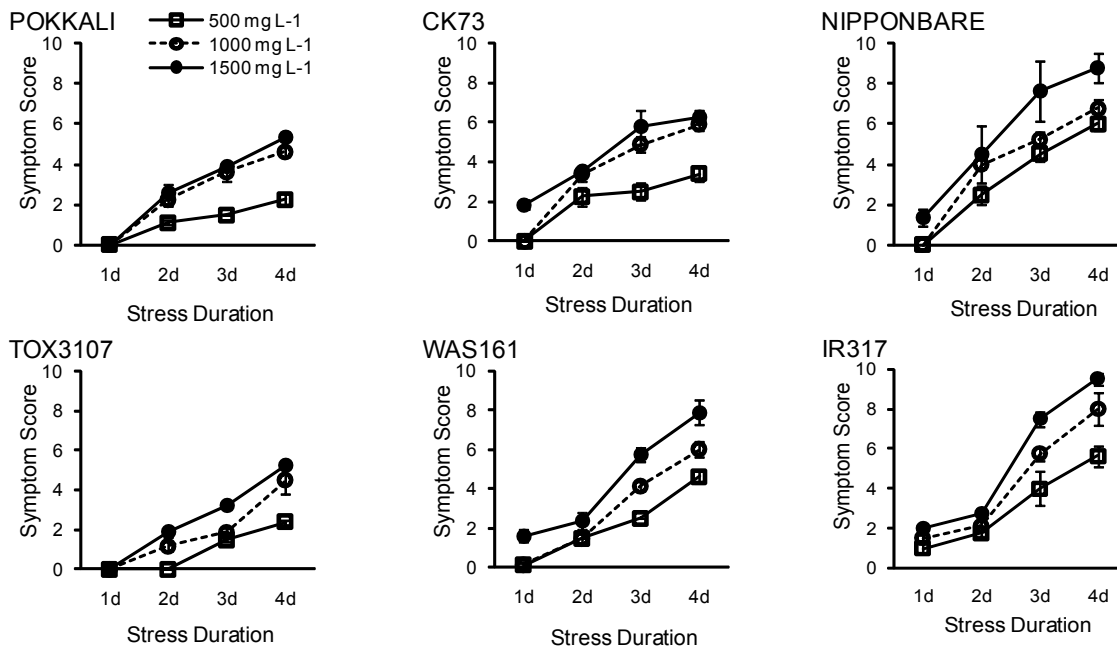 POKKALI
500 mg L-1
1000 mg L-1
1500 mg L-1
Symptom Score
10
8
6
4
2
0
1d 2d 3d 4d
Stress Duration
CK73
Symptom Score
10
8
6
4
2
0
1d 2d 3d 4d
Stress Duration
NIPPONBARE
Symptom Score
10
8
6
4
2
0
1d 2d 3d 4d
Stress Duration
TOX3107
Symptom Score
10
8
6
4
2
0
1d 2d 3d 4d
Stress Duration
WAS161
Symptom Score
10
8
6
4
2
0
1d 2d 3d 4d
Stress Duration
IR317
Symptom Score
10
8
6
4
2
0
1d 2d 3d 4d
Stress Duration